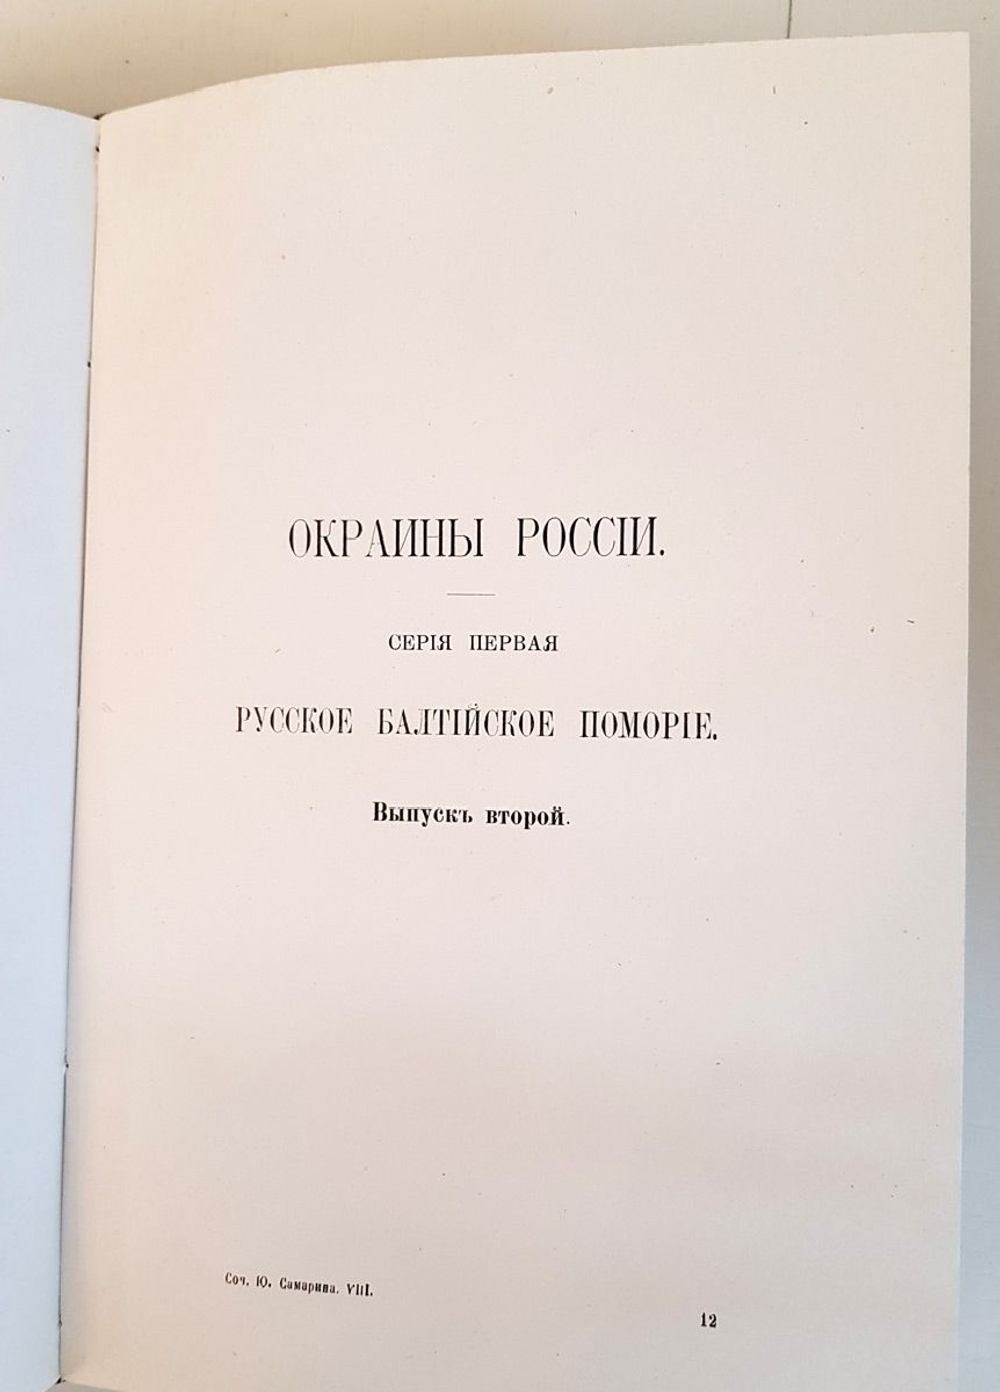 ОКРАИНЫ РОССІИ.
СЕРІЯ ПЕРВАЯ
РУССКОЕ БАЛТІЙСКОЕ ПОМОРІЕ.
Выпускъ второй.
Соч. Ю. Самарина. VIII.
12